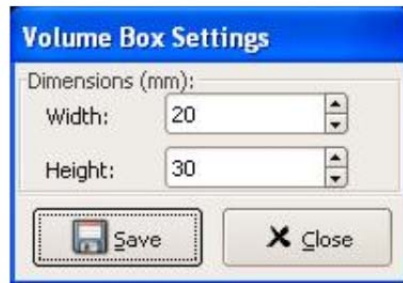 Volume Box Settings
Dimensions (mm):
Width: 20
Height: 30
Save Close